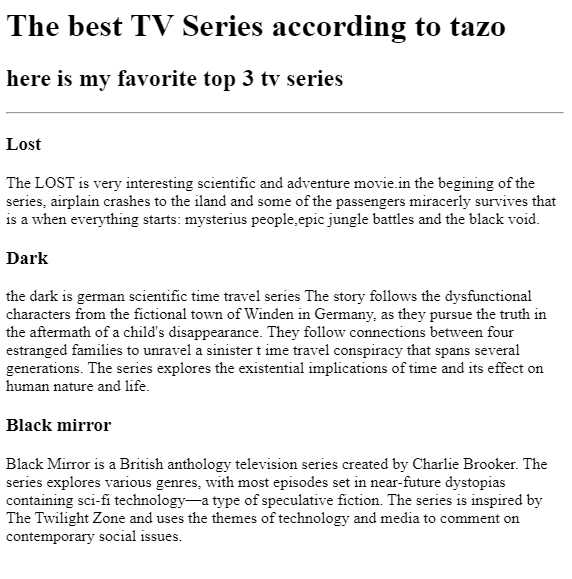 The best TV Series according to tazo
here is my favorite top 3 tv series
Lost
The LOST is very interesting scientific and adventure movie.in the begining of the
series, airplain crashes to the iland and some of the passengers miracerly survives that
is a when everything starts: mysterius people,epic jungle battles and the black void.
Dark
the dark is german scientific time travel series The story follows the dysfunctional
characters from the fictional town of Winden in Germany, as they pursue the truth in
the aftermath of a child's disappearance. They follow connections between four
estranged families to unravel a sinister t ime travel conspiracy that spans several
generations. The series explores the existential implications of time and its effect on
human nature and life.
Black mirror
Black Mirror is a British anthology television series created by Charlie Brooker. The
series explores various genres, with most episodes set in near-future dystopias
containing sci-fi technology—a type of speculative fiction. The series is inspired by
The Twilight Zone and uses the themes of technology and media to comment on
contemporary social issues.